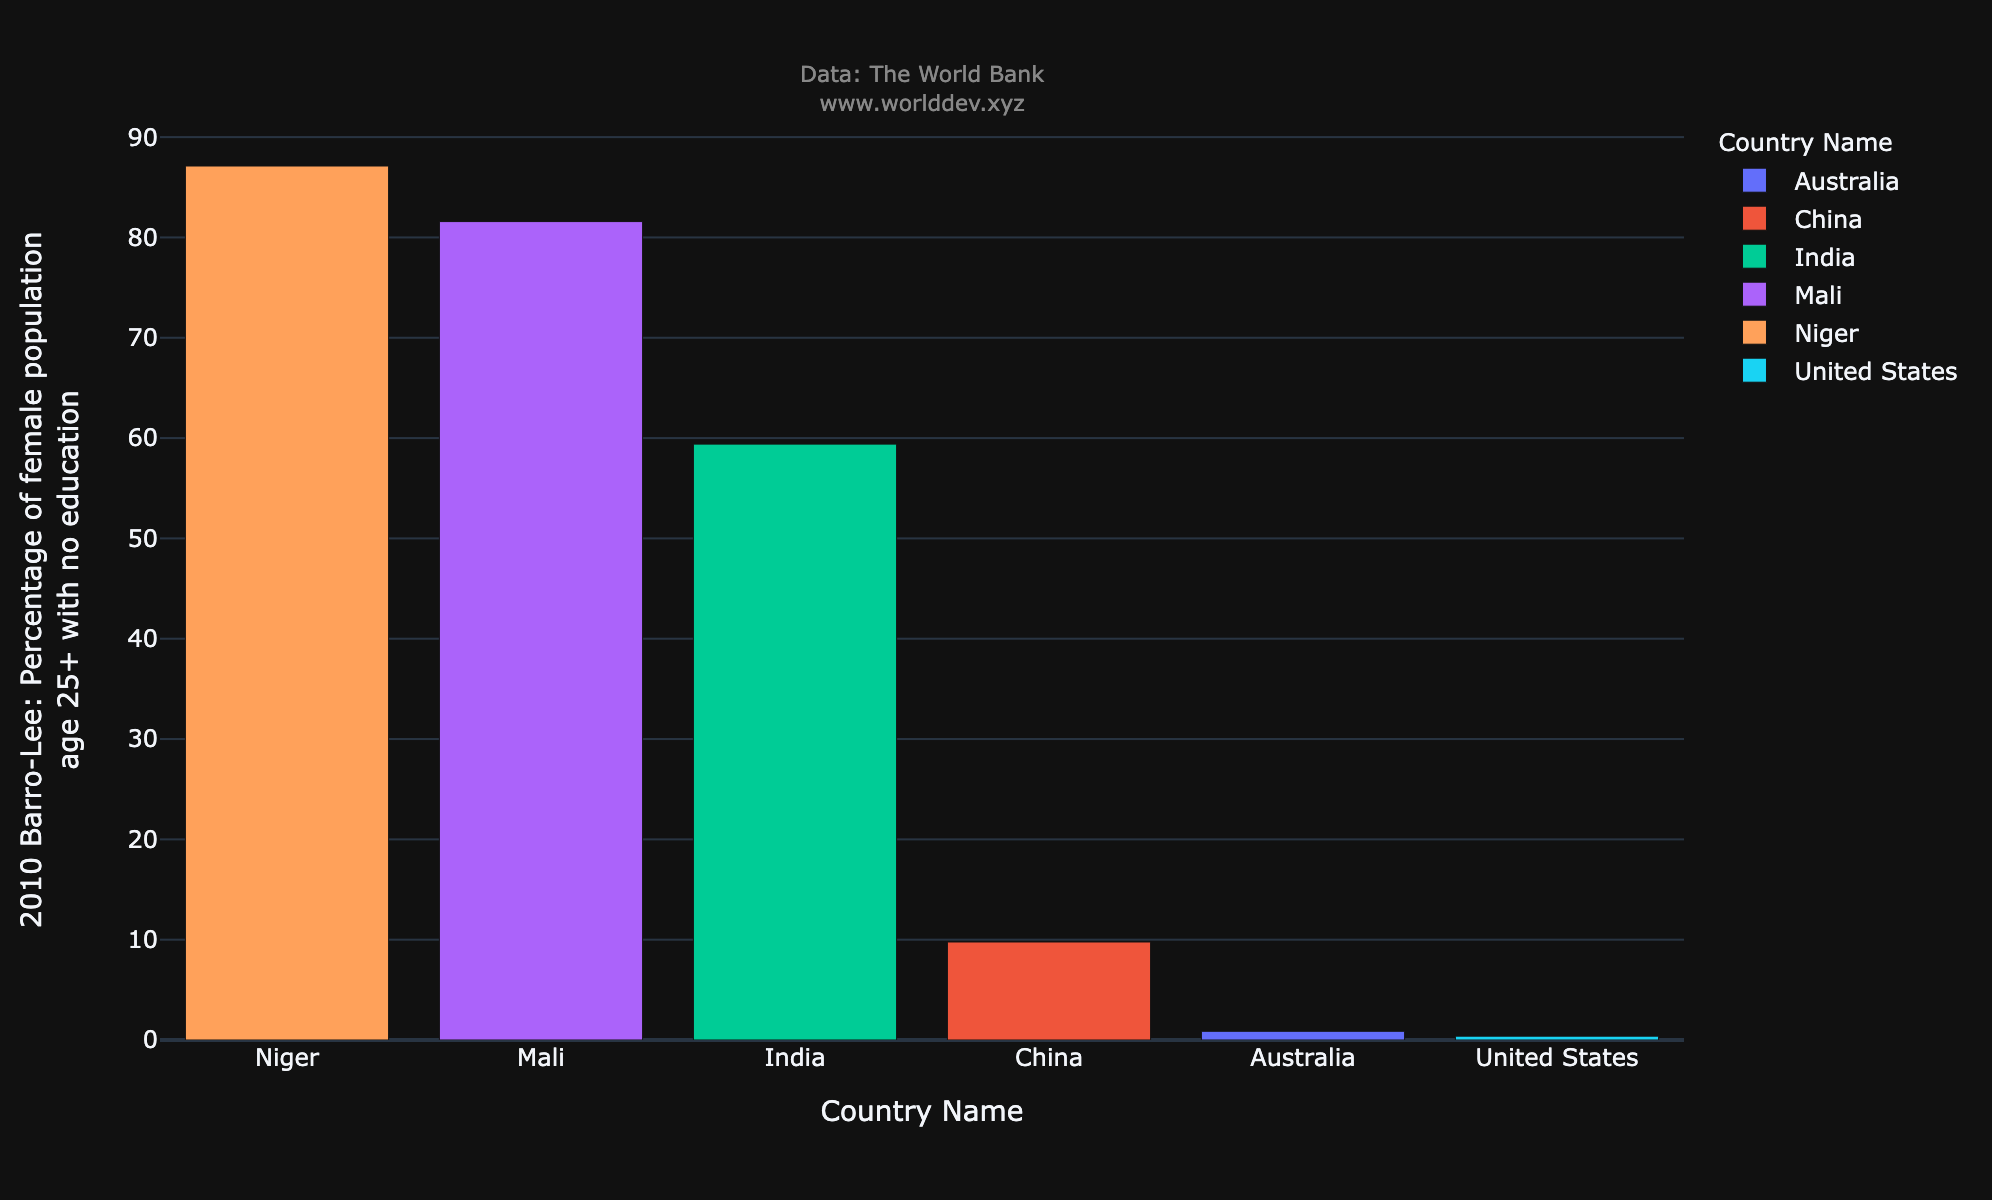 Data: The World Bank
www.worlddev.xyz
2010 Barro-Lee: Percentage of female population
age 25+ with no education
90
80
70
60
50
40
30
20
10
0
Niger
Mali
India
China
Australia
United States
Country Name
Country Name
Australia
China
India
Mali
Niger
United States